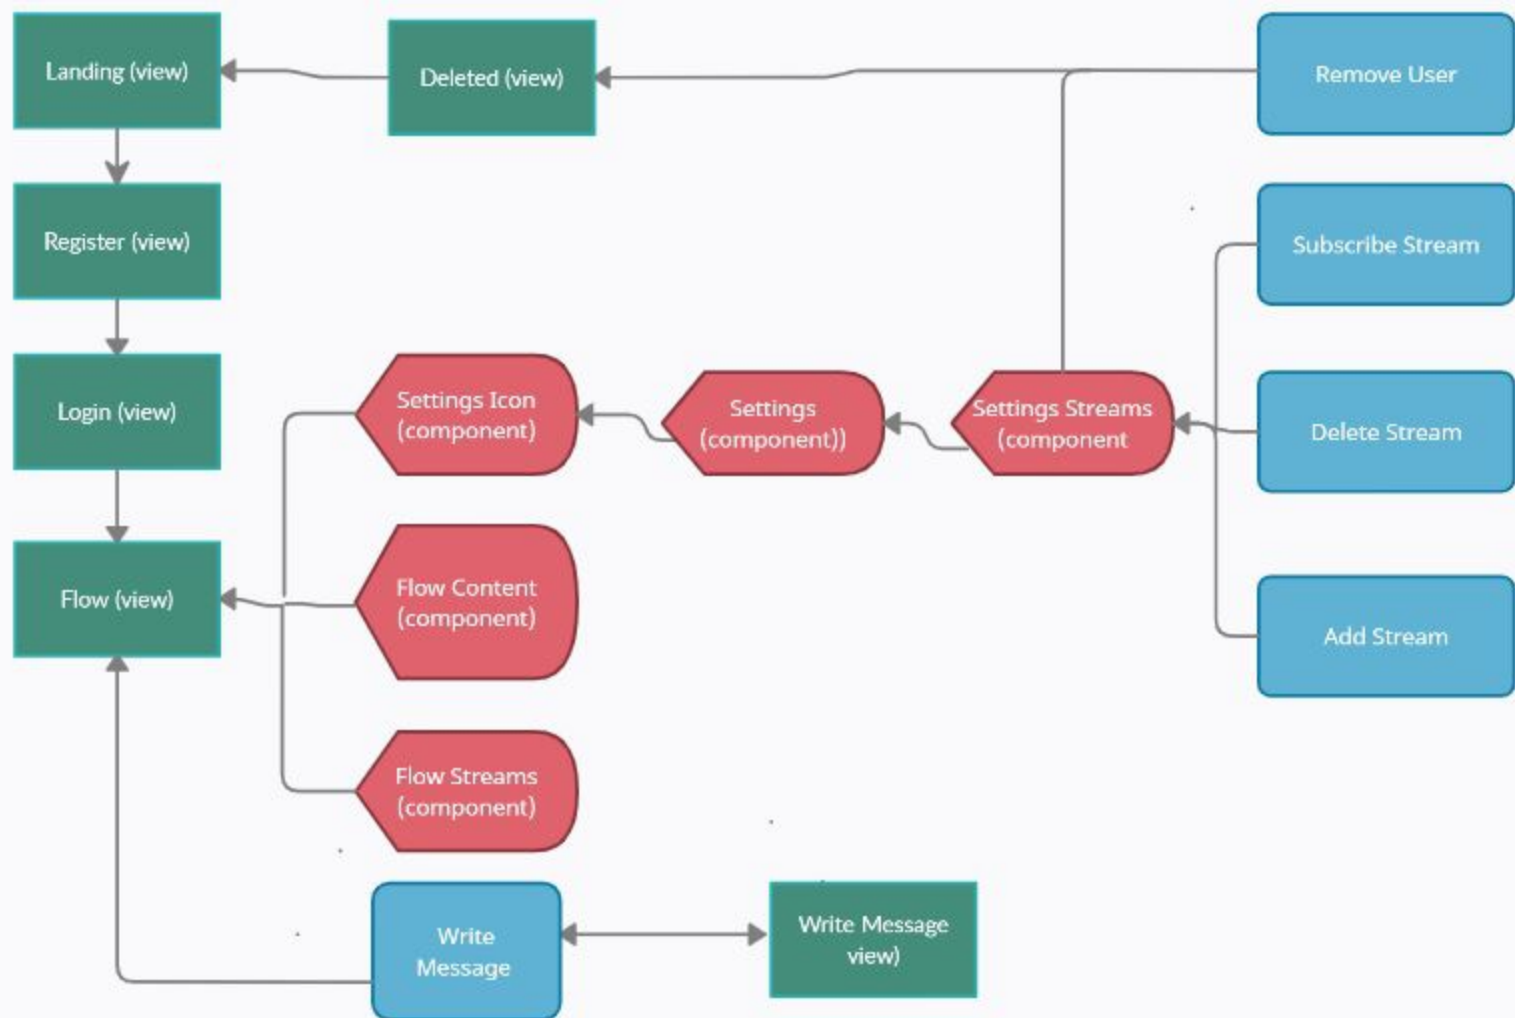 Landing (view)
Deleted (view)
Remove User
Register (view)
Subscribe Stream
Login (view)
Settings Icon
(component)
Settings
(component))
Settings Streams
(component
Delete Stream
Flow (view)
Flow Content
(component)
Add Stream
Flow Streams
(component)
Write
Message
Write Message
view)